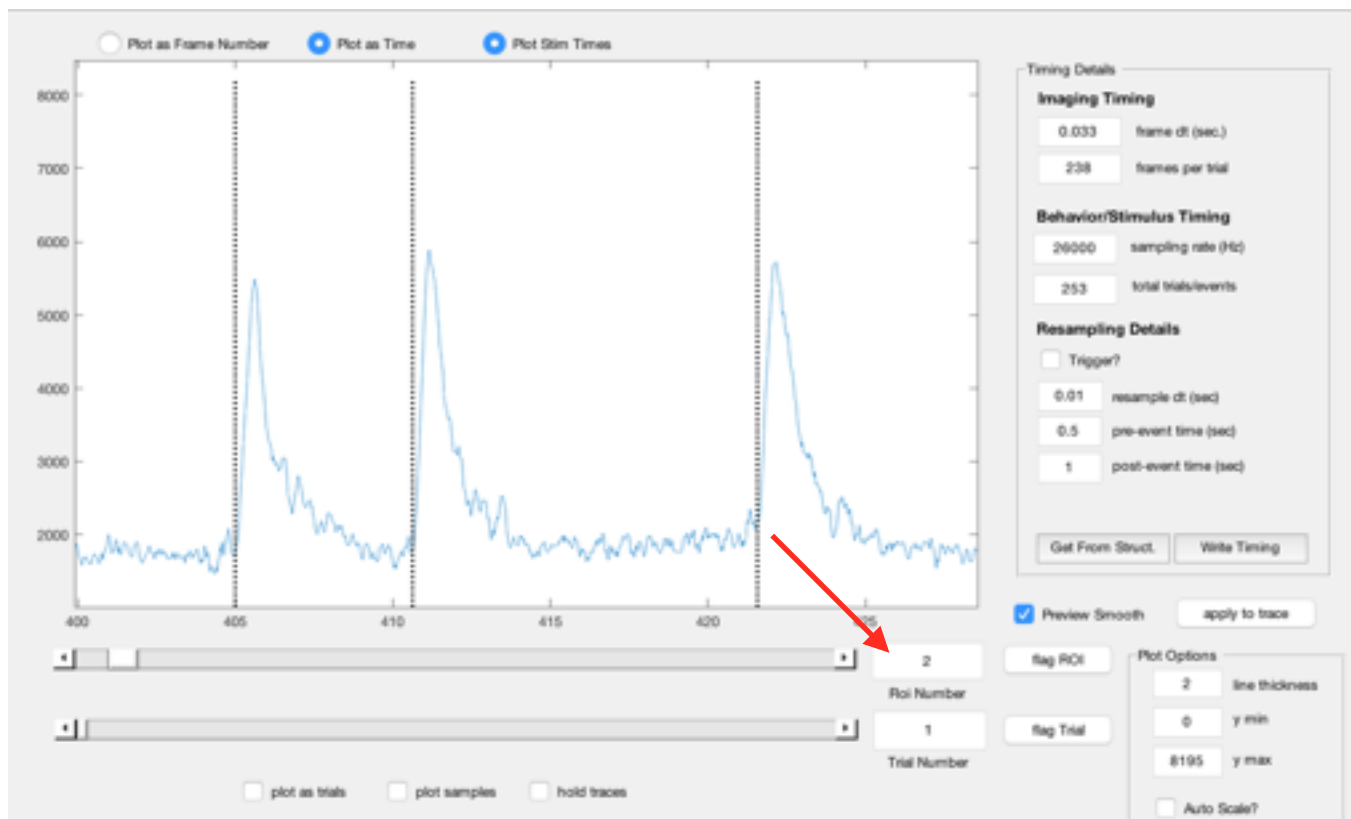 Plot as Frame Number
Plot as Time
Plot Stim Times
8000
7000
6000
5000
4000
3000
2000
400
405
410
415
420
Timing Details
Imaging Timing
0.033 frame dt (sec.)
238 frames per trial
Behavior/Stimulus Timing
26000 sampling rate (Hz)
253 total trials/events
Resampling Details
Trigger?
0.01 resample dt (sec)
0.5 pre-event time (sec)
1 post-event time (sec)
Get From Struct.
Write Timing
Preview Smooth
apply to trace
2
Roi Number
flag ROI
1
Trial Number
flag Trial
Plot Options
2 line thickness
0 y min
8195 y max
Auto Scale?
plot as trials
plot samples
hold traces